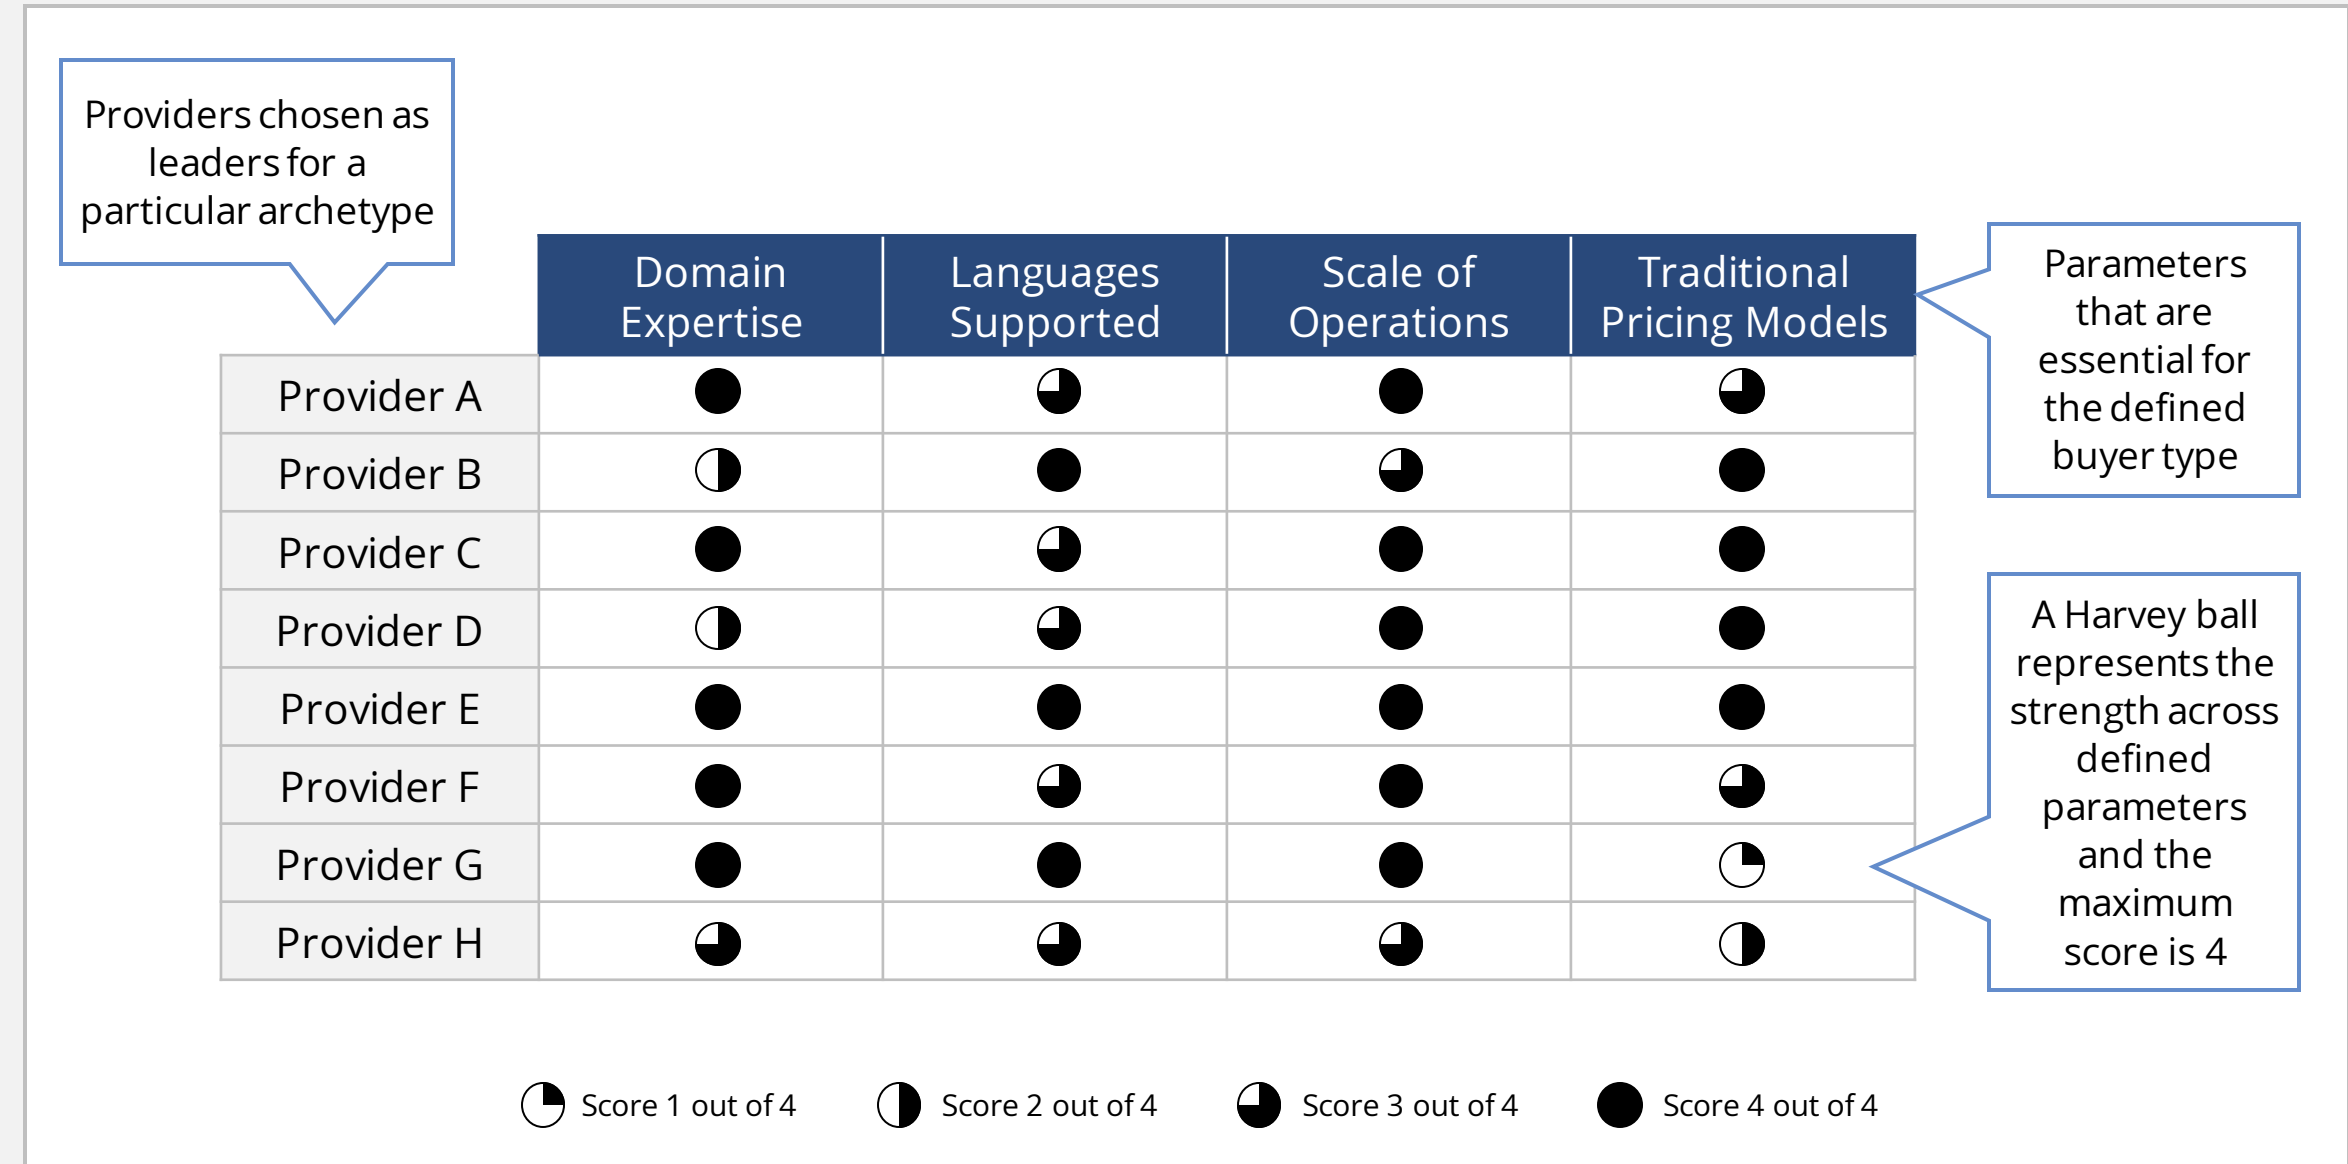 Providers chosen as
leaders for a
particular archetype
Domain
Expertise
Languages
Supported
Scale of
Operations
Traditional
Pricing Models
Parameters
that are
essential for
the defined
buyer type
Provider A
Provider B
Provider C
Provider D
Provider E
Provider F
Provider G
Provider H
A Harvey ball
represents the
strength across
defined
parameters
and the
maximum
score is 4
Score 1 out of 4
Score 2 out of 4
Score 3 out of 4
Score 4 out of 4